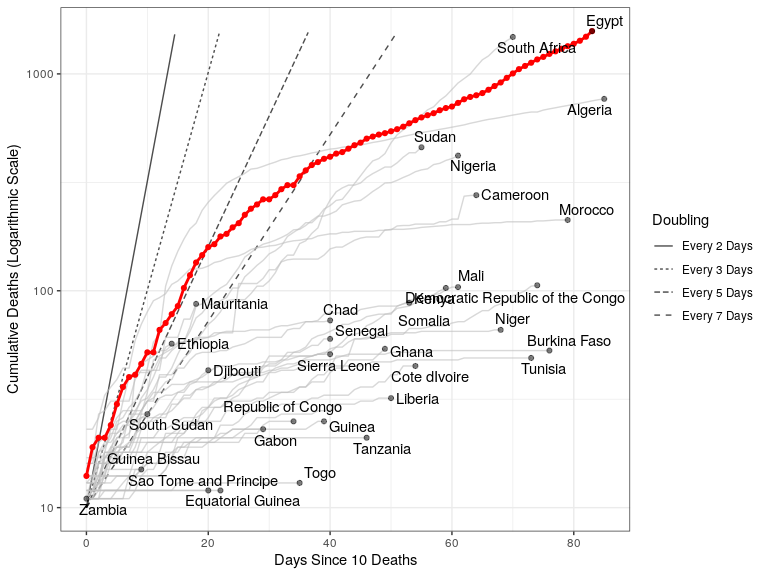 Egypt
South Africa
1000
Algeria
Sudan
Nigeria
Cameroon
Morocco
Mali
100
Kenya
Democratic Republic of the Congo
Mauritania
Chad
Somalia
Niger
Senegal
Burkina Faso
Ethiopia
Ghana
Sierra Leone
Tunisia
Djibouti
Cote dIvoire
Liberia
Republic of Congo
South Sudan
Guinea
Gabon
Tanzania
Guinea Bissau
Togo
Sao Tome and Principe
Equatorial Guinea
10
Zambia
0 20 40 60 80
Days Since 10 Deaths
Cumulative Deaths (Logarithmic Scale)
Doubling
Every 2 Days
Every 3 Days
Every 5 Days
Every 7 Days